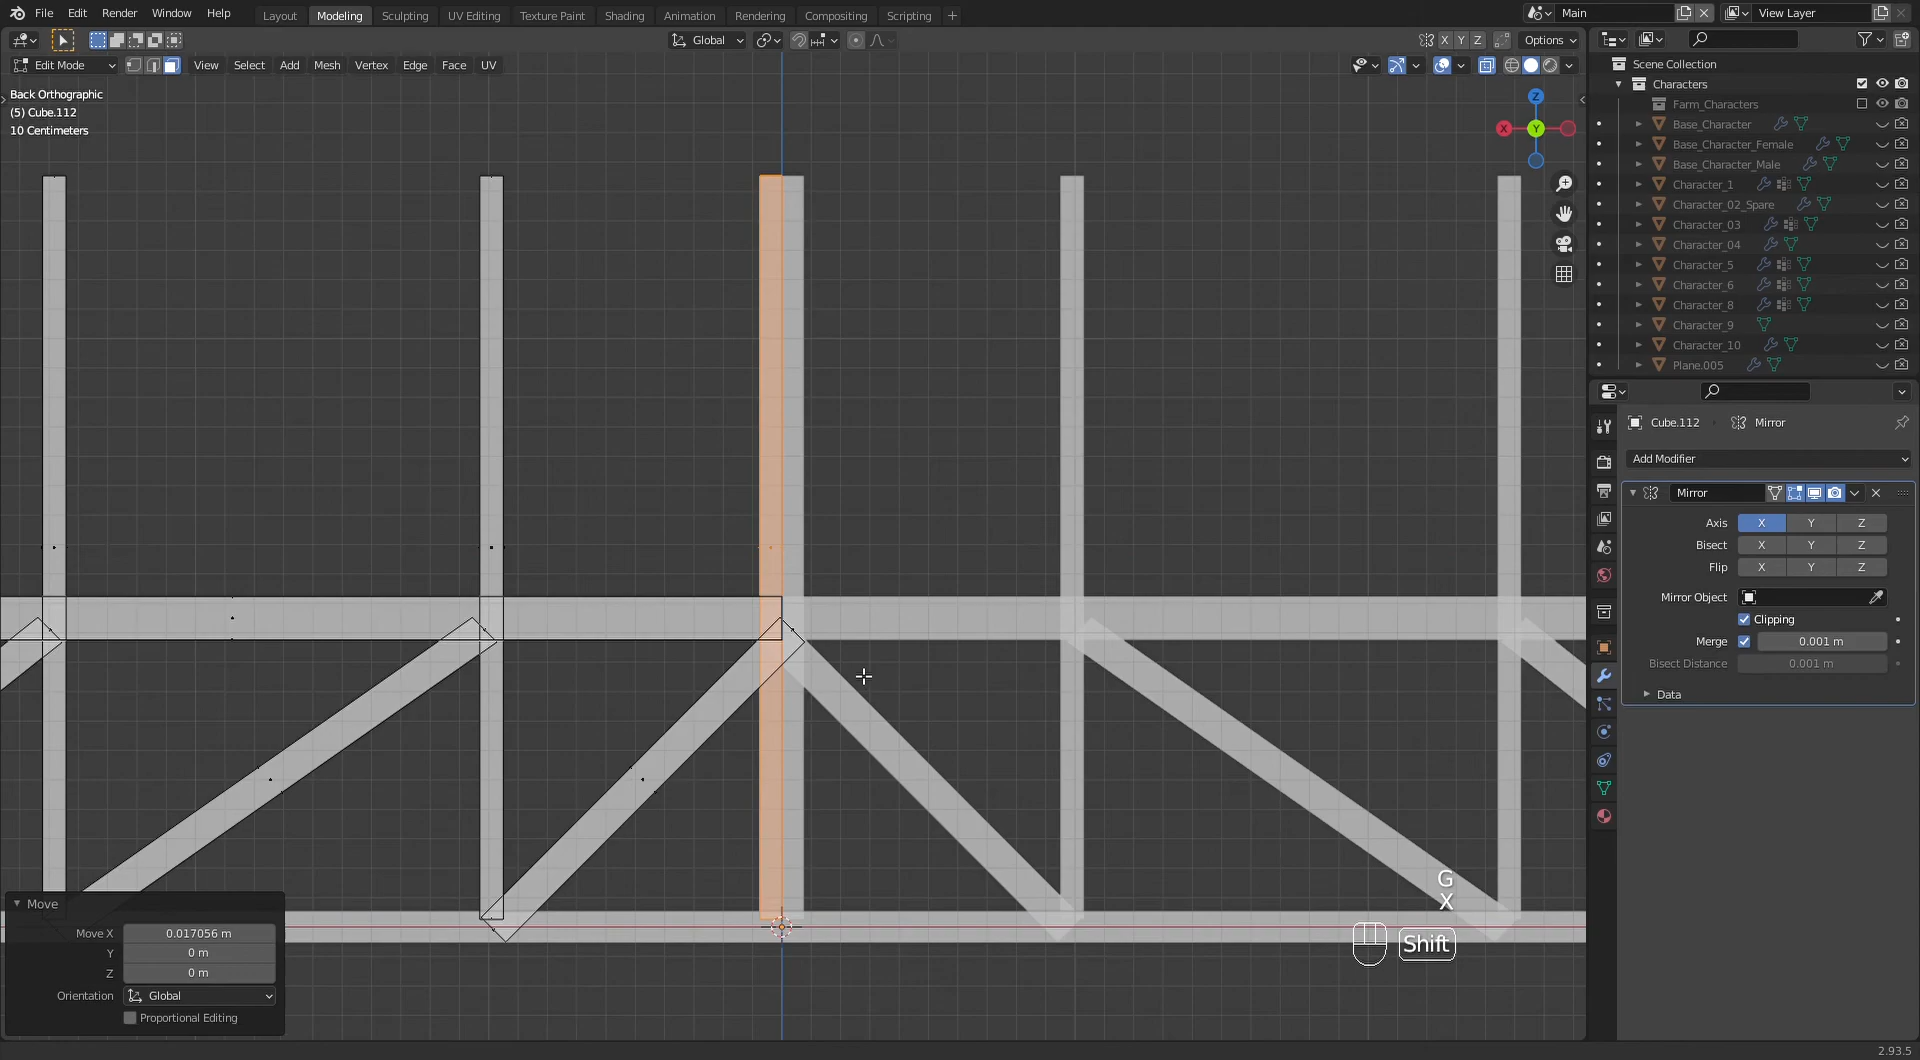 File Edit Render Window Help
Layout Modeling Sculpting UV Editing Texture Paint Shading Animation Rendering Compositing Scripting +
Main
View Layer
Global
X Y Z
Options
Edit Mode View Select Add Mesh Vertex Edge Face UV
Back Orthographic
(5) Cube.112
10 Centimeters
Z
X
Y
Scene Collection
Characters
Farm_Characters
Base_Character
Base_Character_Female
Base_Character_Male
Character_1
Character_02_Spare
Character_03
Character_04
Character_5
Character_6
Character_8
Character_9
Character_10
Plane.005
Cube.112 › Mirror
Add Modifier
Mirror
Axis X Y Z
Bisect X Y Z
Flip X Y Z
Mirror Object
Clipping
Merge 0.001 m
Bisect Distance 0.001 m
Data
Move
Move X 0.017056 m
Y 0 m
Z 0 m
Orientation Global
Proportional Editing
G
X
Shift
2.93.5